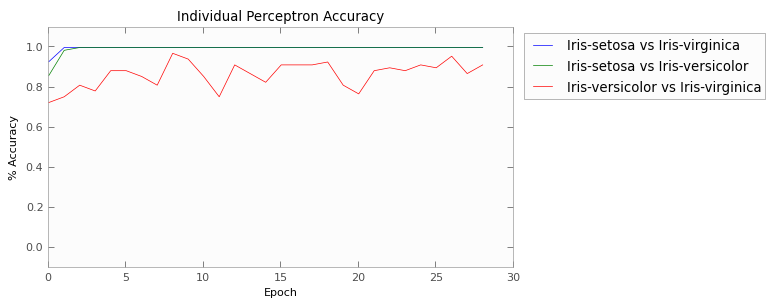 Individual Perceptron Accuracy
1.0
0.8
0.6
0.4
0.2
0.0
% Accuracy
0 5 10 15 20 25 30
Epoch
Iris-setosa vs Iris-virginica
Iris-setosa vs Iris-versicolor
Iris-versicolor vs Iris-virginica